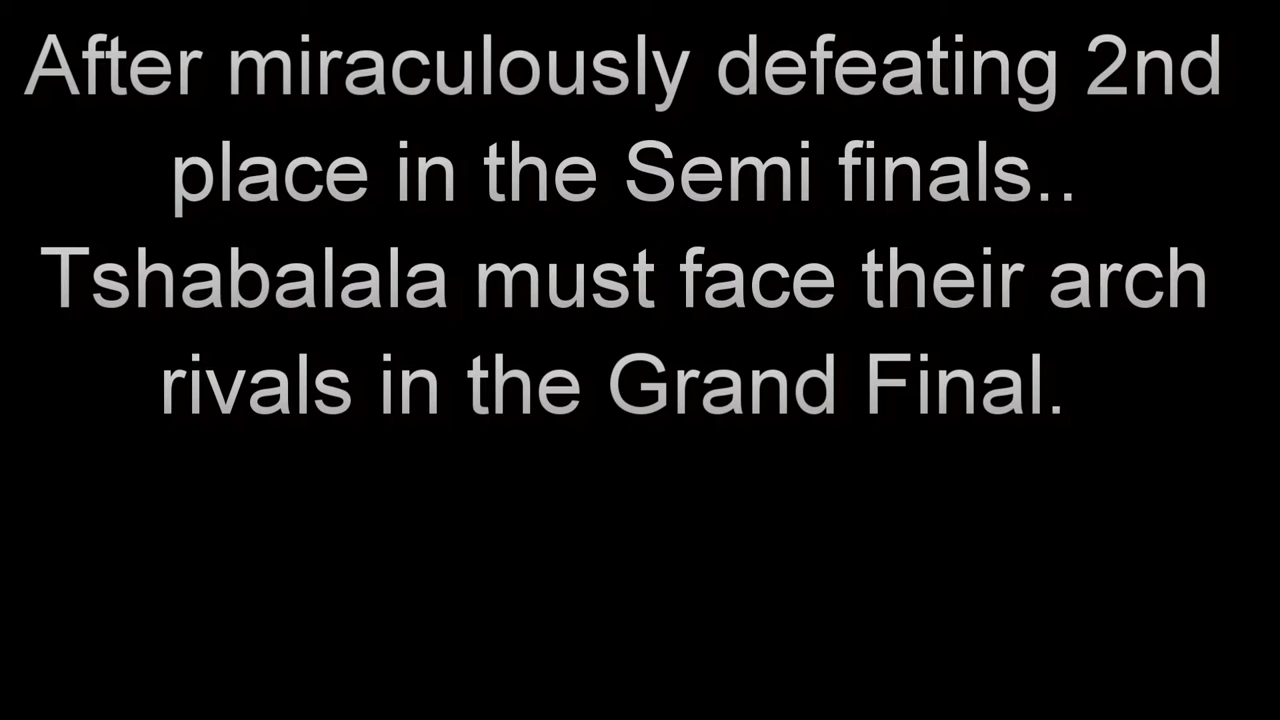 After miraculously defeating 2nd
place in the Semi finals..
Tshabalala must face their arch
rivals in the Grand Final.